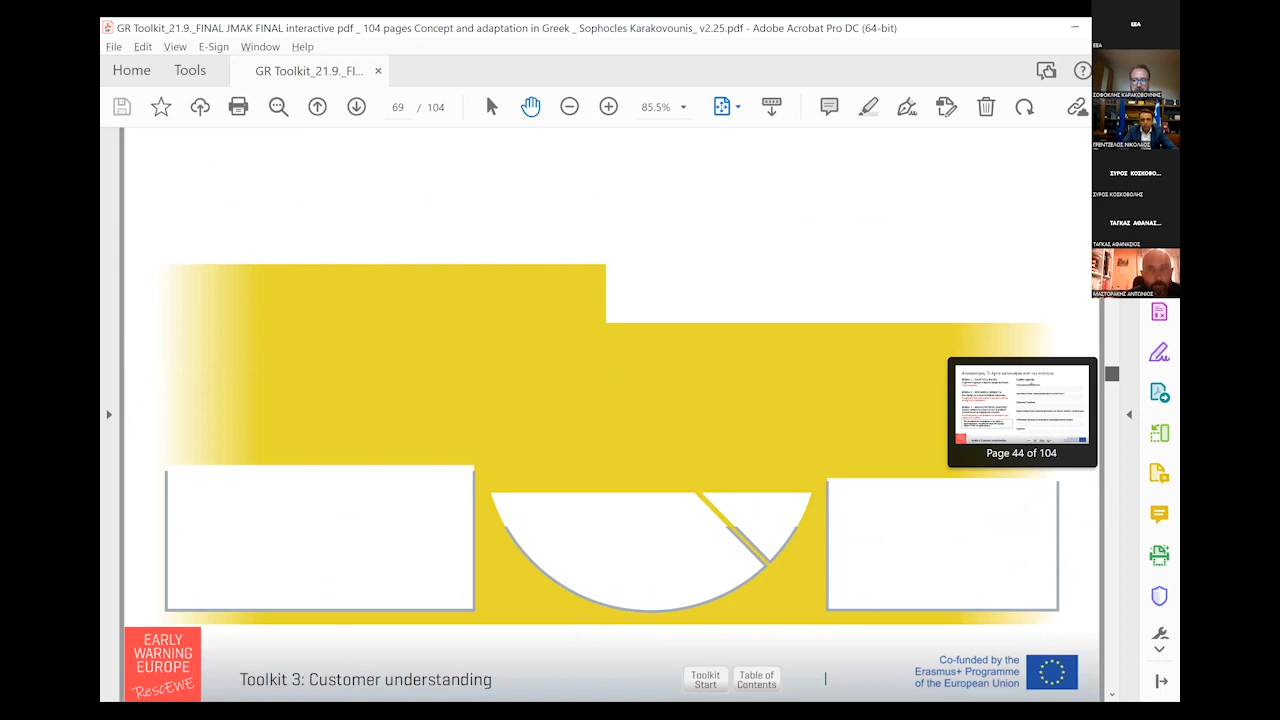 GR Toolkit_21.9._FINAL JMAK FINAL interactive pdf _ 104 pages Concept and adaptation in Greek _ Sophocles Karakovounis_ v2.25.pdf - Adobe Acrobat Pro DC (64-bit)
File Edit View E-Sign Window Help
Home Tools GR Toolkit_21.9._FI... ×
69 / 104 85.5%
EEA
EEA
ΣΟΦΟΚΛΗΣ ΚΑΡΑΚΟΒΟΥΝΗΣ
ΓΡΕΝΤΖΕΛΟΣ ΝΙΚΟΛΑΟΣ
ΣΥΡΟΣ ΚΟΣΚΟΒΟ...
ΣΥΡΟΣ ΚΟΣΚΟΒΟΛΗΣ
ΤΑΓΚΑΣ ΑΘΑΝΑΣ...
ΤΑΓΚΑΣ ΑΘΑΝΑΣΙΟΣ
ΜΑΣΤΟΡΑΚΗΣ ΑΝΤΩΝΙΟΣ
Page 44 of 104
EARLY
WARNING
EUROPE
RescEWE
Toolkit 3: Customer understanding
Toolkit
Start
Table of
Contents
Co-funded by the
Erasmus+ Programme
of the European Union